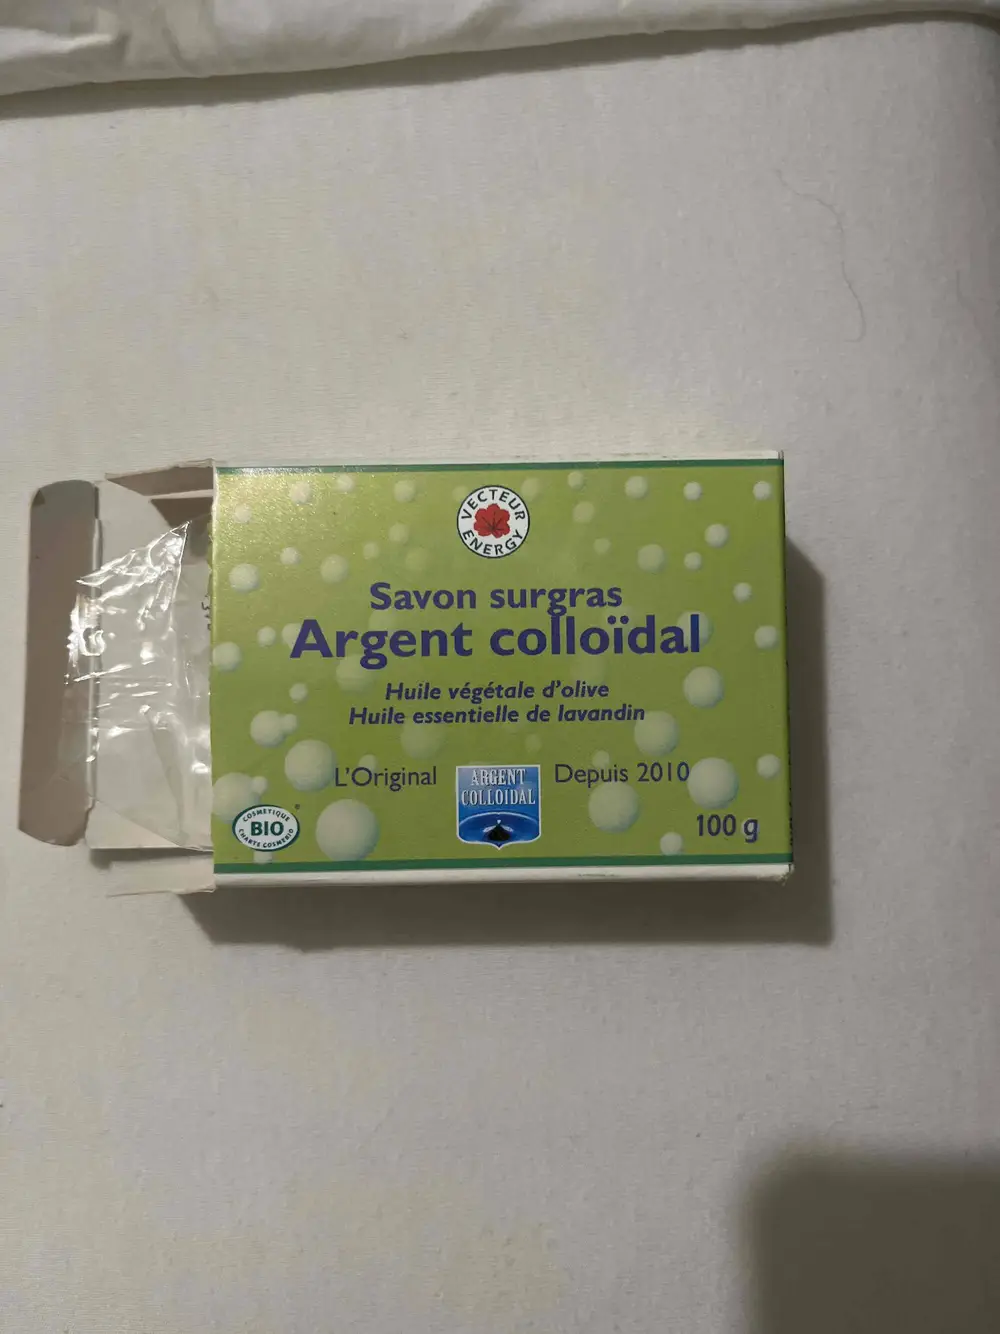 VECTEUR ENERGY
Savon surgras
Argent colloïdal
Huile végétale d'olive
Huile essentielle de lavandin
L'Original
ARGENT
COLLOIDAL
Depuis 2010
COSMETIQUE
BIO
CHARTE COSMEBIO
100 g